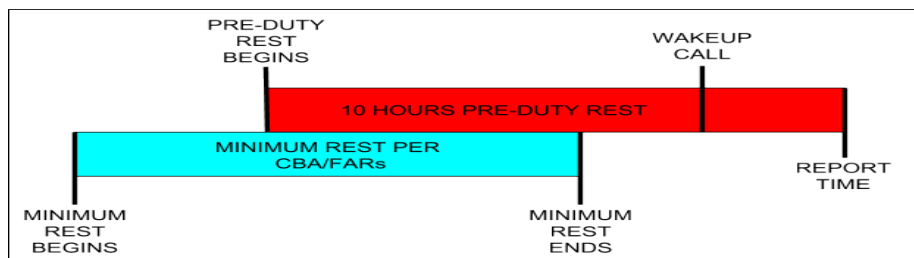 PRE-DUTY
REST
BEGINS
WAKEUP
CALL
10 HOURS PRE-DUTY REST
MINIMUM REST PER
CBA/FARs
REPORT
TIME
MINIMUM
REST
BEGINS
MINIMUM
REST
ENDS